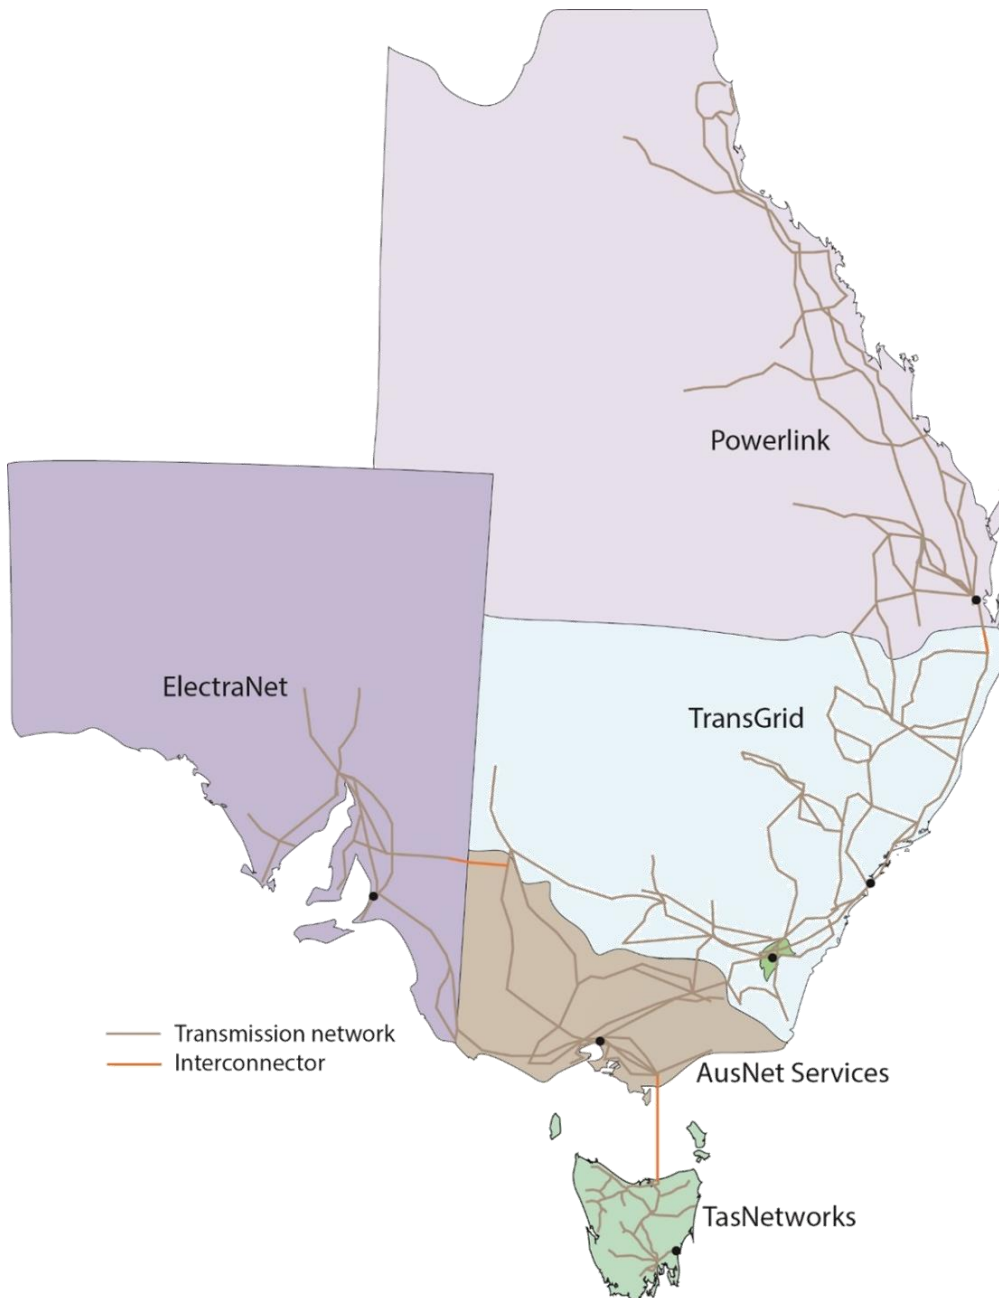 Powerlink
ElectraNet
TransGrid
Transmission network
Interconnector
AusNet Services
TasNetworks